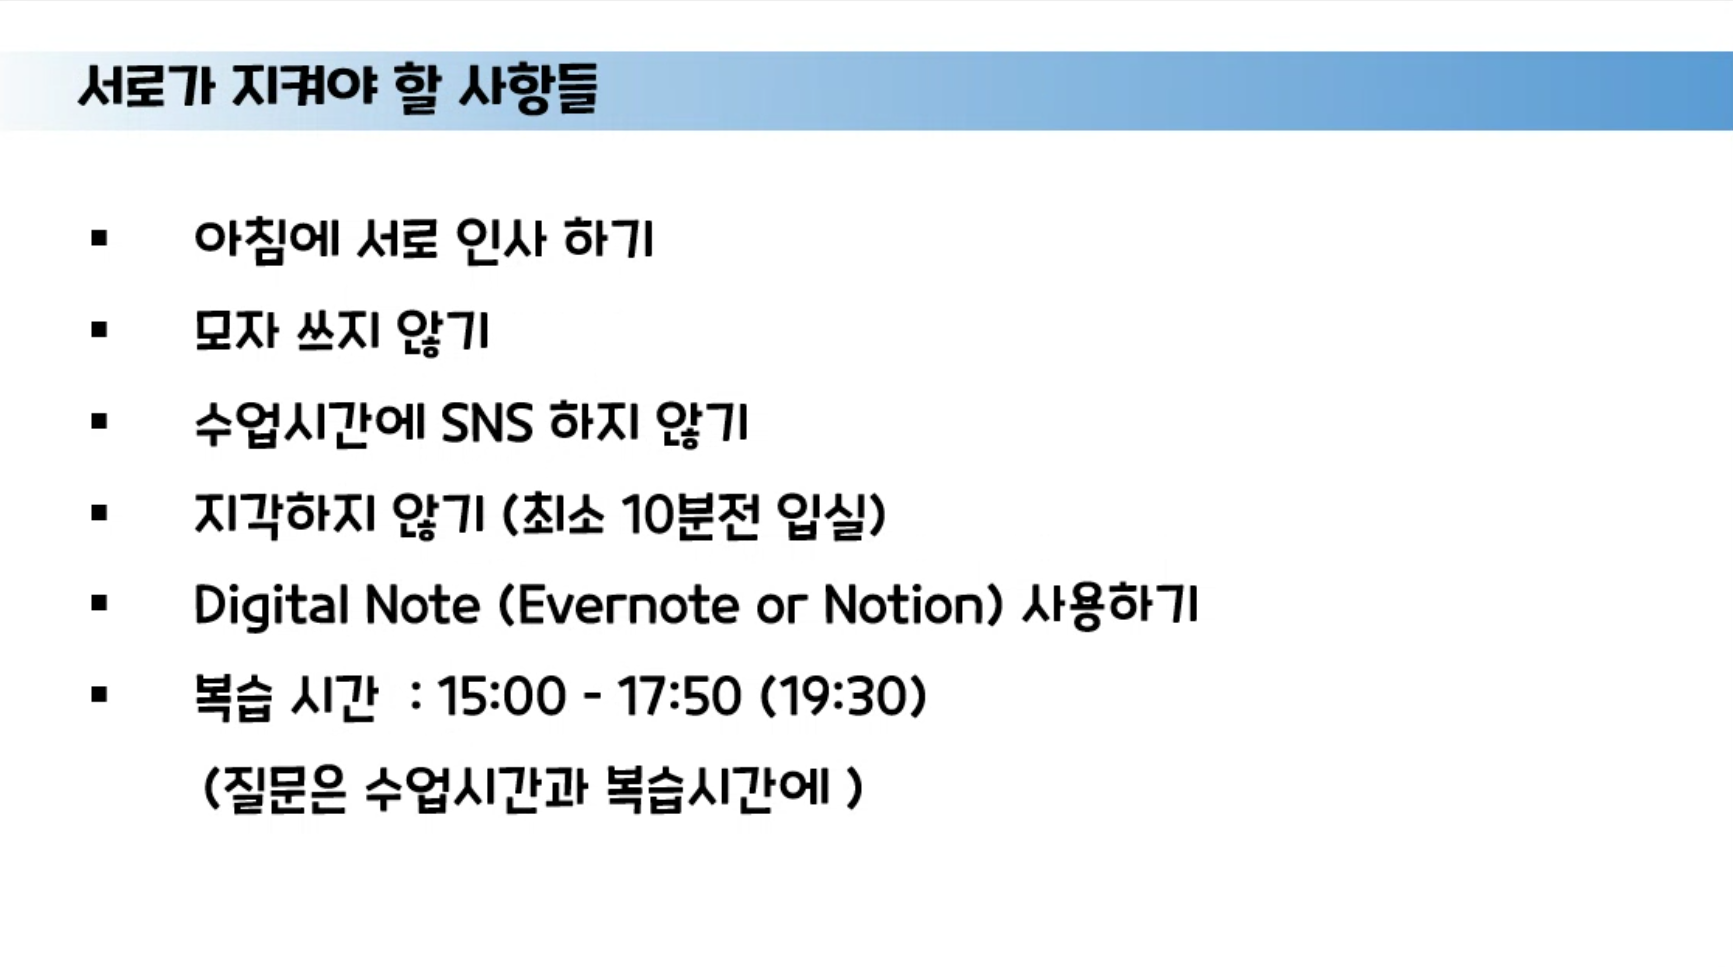 서로가 지켜야 할 사항들
▪ 아침에 서로 인사 하기
▪ 모자 쓰지 않기
▪ 수업시간에 SNS 하지 않기
▪ 지각하지 않기 (최소 10분전 입실)
▪ Digital Note (Evernote or Notion) 사용하기
▪ 복습 시간 : 15:00 - 17:50 (19:30)
(질문은 수업시간과 복습시간에 )